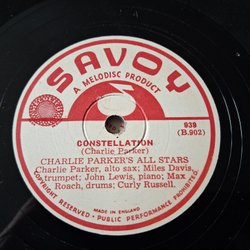 SAVOY
A MELODISC PRODUCT
939
(B.902)
CONSTELLATION
(Charlie Parker)
CHARLIE PARKER'S ALL STARS
Charlie Parker, alto sax; Miles Davis,
trumpet; John Lewis, piano; Max
Roach, drums; Curly Russell.
MADE IN ENGLAND
COPYRIGHT RESERVED • PUBLIC PERFORMANCE PROHIBITED